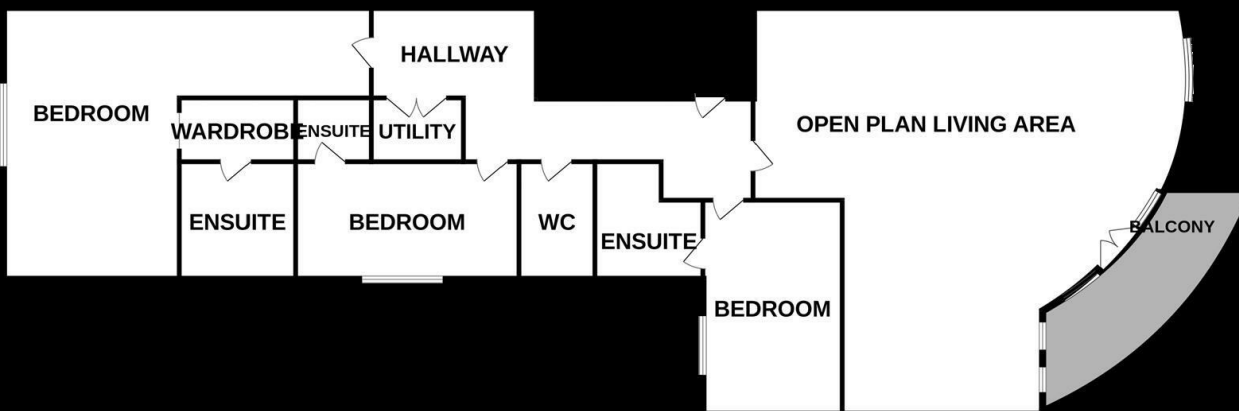 HALLWAY
BEDROOM
WARDROBE
ENSUITE
UTILITY
OPEN PLAN LIVING AREA
ENSUITE
BEDROOM
WC
ENSUITE
BALCONY
BEDROOM